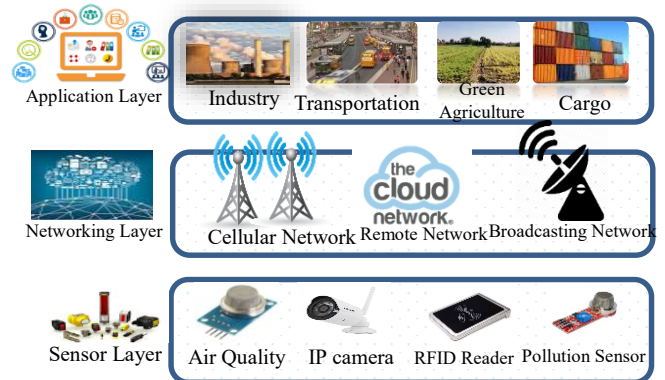 Application Layer
Industry
Transportation
Green
Agriculture
Cargo
Networking Layer
the
cloud
network.®
Cellular Network
Remote Network
Broadcasting Network
Sensor Layer
Air Quality
IP camera
RFID Reader
Pollution Sensor